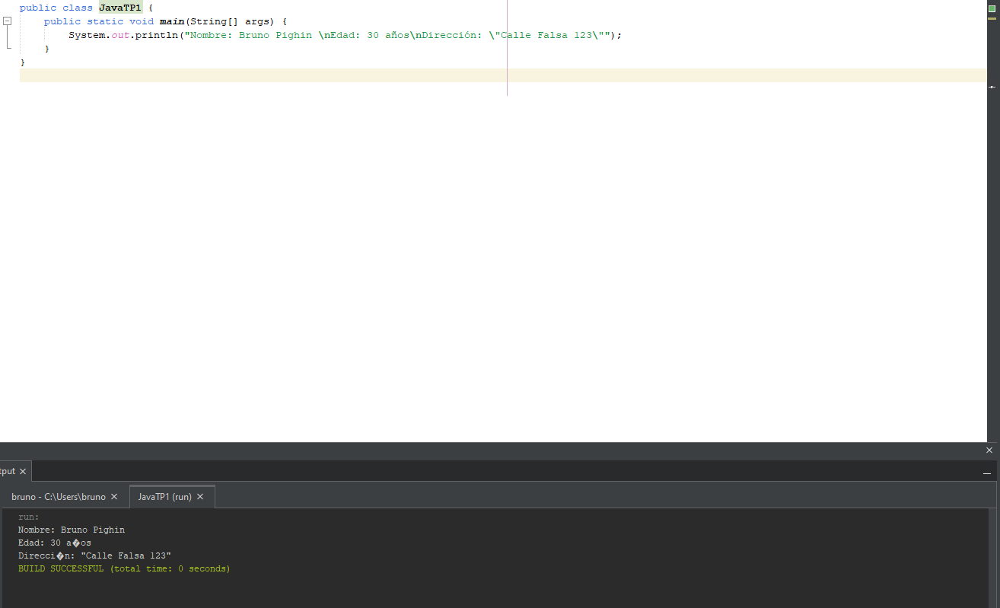 public class JavaTP1 {
    public static void main(String[] args) {
        System.out.println("Nombre: Bruno Pighin \nEdad: 30 años\nDirección: \"Calle Falsa 123\"");
    }
}
tput ×
bruno - C:\Users\bruno ×
JavaTP1 (run) ×
run:
Nombre: Bruno Pighin
Edad: 30 a�os
Direcci�n: "Calle Falsa 123"
BUILD SUCCESSFUL (total time: 0 seconds)